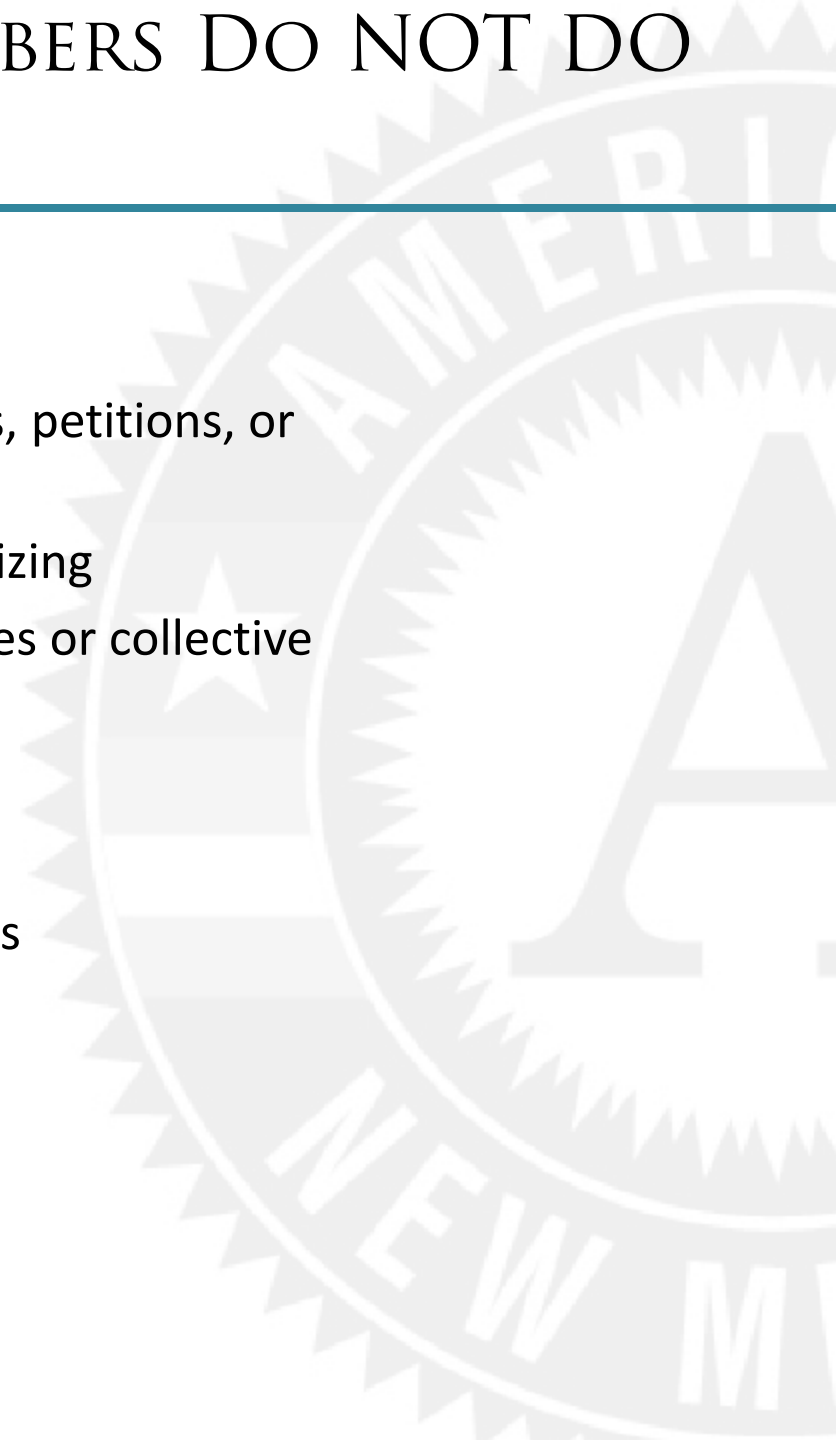 BERS DO NOT DO
s, petitions, or
izing
es or collective
s
AMERIC
A
NEW M